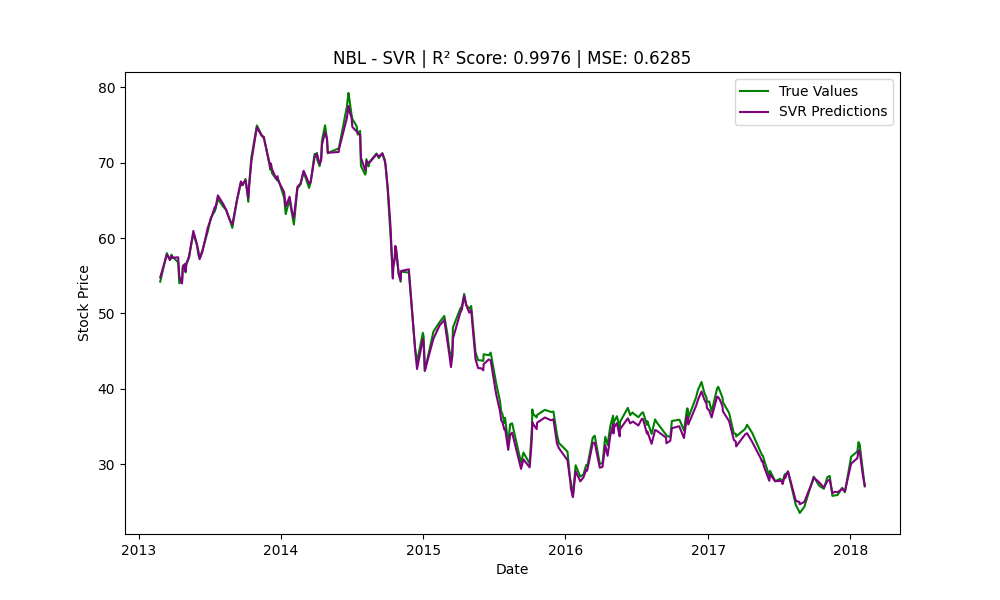 NBL - SVR | R² Score: 0.9976 | MSE: 0.6285
True Values
SVR Predictions
80
70
60
50
40
30
Stock Price
2013 2014 2015 2016 2017 2018
Date